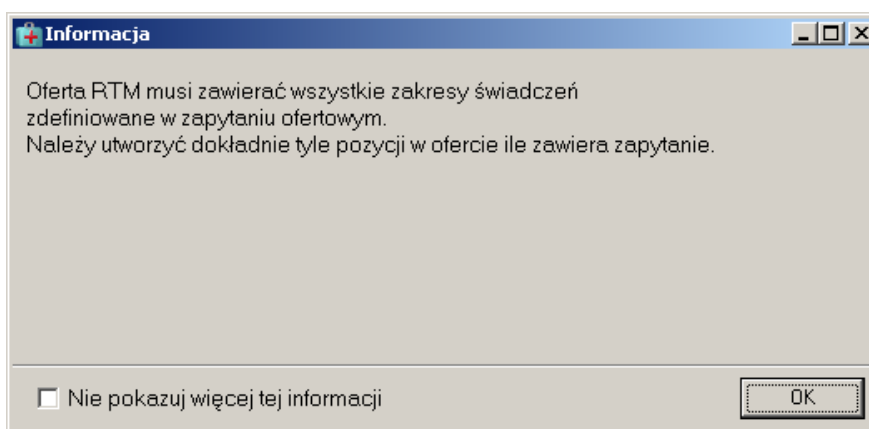 Informacja
Oferta RTM musi zawierać wszystkie zakresy świadczeń
zdefiniowane w zapytaniu ofertowym.
Należy utworzyć dokładnie tyle pozycji w ofercie ile zawiera zapytanie.
Nie pokazuj więcej tej informacji
OK